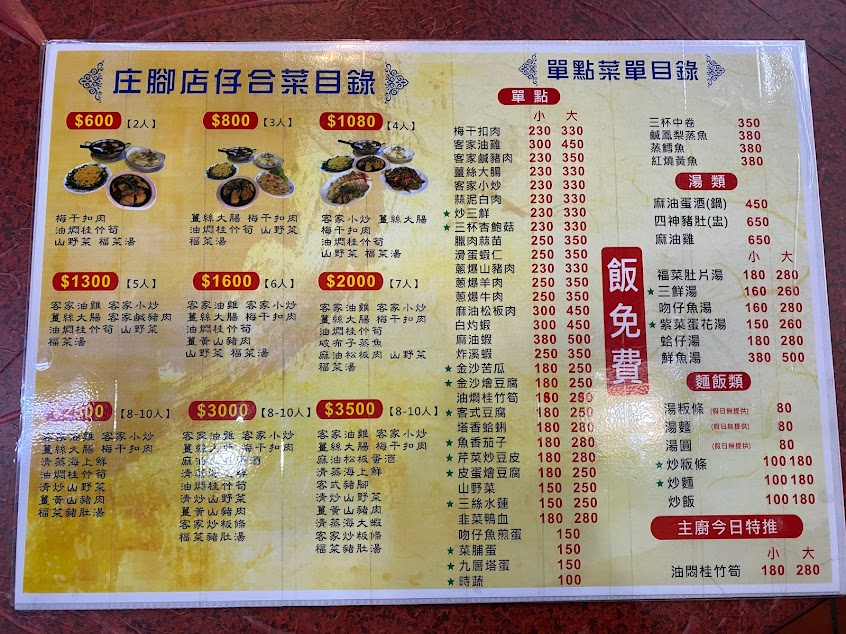 庄腳店仔合菜目錄
$600【2人】
梅干扣肉
油燜桂竹筍
山野菜 福菜湯
$800【3人】
薑絲大腸 梅干扣肉
油燜桂竹筍 山野菜
福菜湯
$1080【4人】
客家小炒 薑絲大腸
梅干扣肉
油燜桂竹筍
山野菜 福菜湯
$1300【5人】
客家油雞 客家小炒
薑絲大腸 客家鹹豬肉
油燜桂竹筍 山野菜
福菜湯
$1600【6人】
客家油雞 客家小炒
薑絲大腸 梅干扣肉
油燜桂竹筍
薑黃山豬肉
山野菜 福菜湯
$2000【7人】
客家油雞 客家小炒
薑絲大腸 梅干扣肉
油燜桂竹筍
破布子蒸魚
麻油松板肉 山野菜
福菜湯
【8-10人】
客家油雞 客家小炒
薑絲大腸 梅干扣肉
清蒸海上鮮
油燜桂竹筍
清炒山野菜
薑黃山豬肉
福菜豬肚湯
$3000【8-10人】
客家油雞 客家小炒
薑絲大腸 梅干扣肉
清炒山野菜
薑黃山豬肉
客家炒粄條
福菜豬肚湯
$3500【8-10人】
客家油雞 客家小炒
薑絲大腸 梅干扣肉
清蒸海上鮮
客式豬腳
清炒山野菜
薑黃山豬肉
清蒸海大蝦
客家炒粄條
福菜豬肚湯
單點菜單目錄
單點
小 大
梅干扣肉 230 330
客家油雞 300 450
客家鹹豬肉 230 350
薑絲大腸 230 330
客家小炒 230 330
蒜泥白肉 230 330
★炒三鮮 230 330
★三杯杏鮑菇 230 330
臘肉蒜苗 250 350
滑蛋蝦仁 250 350
蔥爆山豬肉 230 330
蔥爆羊肉 250 350
蔥爆牛肉 250 350
麻油松板肉 300 450
白灼蝦 300 450
麻油蝦 380 500
炸溪蝦 250 350
★金沙苦瓜 180 250
★金沙燴豆腐 180 250
油燜桂竹筍 150 250
★客式豆腐 180 250
塔香蛤蜊 180 280
★魚香茄子 180 280
★芹菜炒豆皮 180 280
★皮蛋燴豆腐 180 250
山野菜 150 250
★三絲水蓮 150 250
韭菜鴨血 180 280
吻仔魚煎蛋 150
★菜脯蛋 150
★九層塔蛋 150
★時蔬 100
飯免費
三杯中卷 350
鹹鳳梨蒸魚 380
蒸鱈魚 380
紅燒黃魚 380
湯類
麻油蛋酒(鍋) 450
四神豬肚(盅) 650
麻油雞 650
小 大
福菜肚片湯 180 280
★三鮮湯 160 260
吻仔魚湯 160 280
★紫菜蛋花湯 150 260
蛤仔湯 180 280
鮮魚湯 380 500
麵飯類
湯粄條 (假日無提供) 80
湯麵 (假日無提供) 80
湯圓 (假日無提供) 80
★炒粄條 100 180
★炒麵 100 180
炒飯 100 180
主廚今日特推
小 大
油悶桂竹筍 180 280